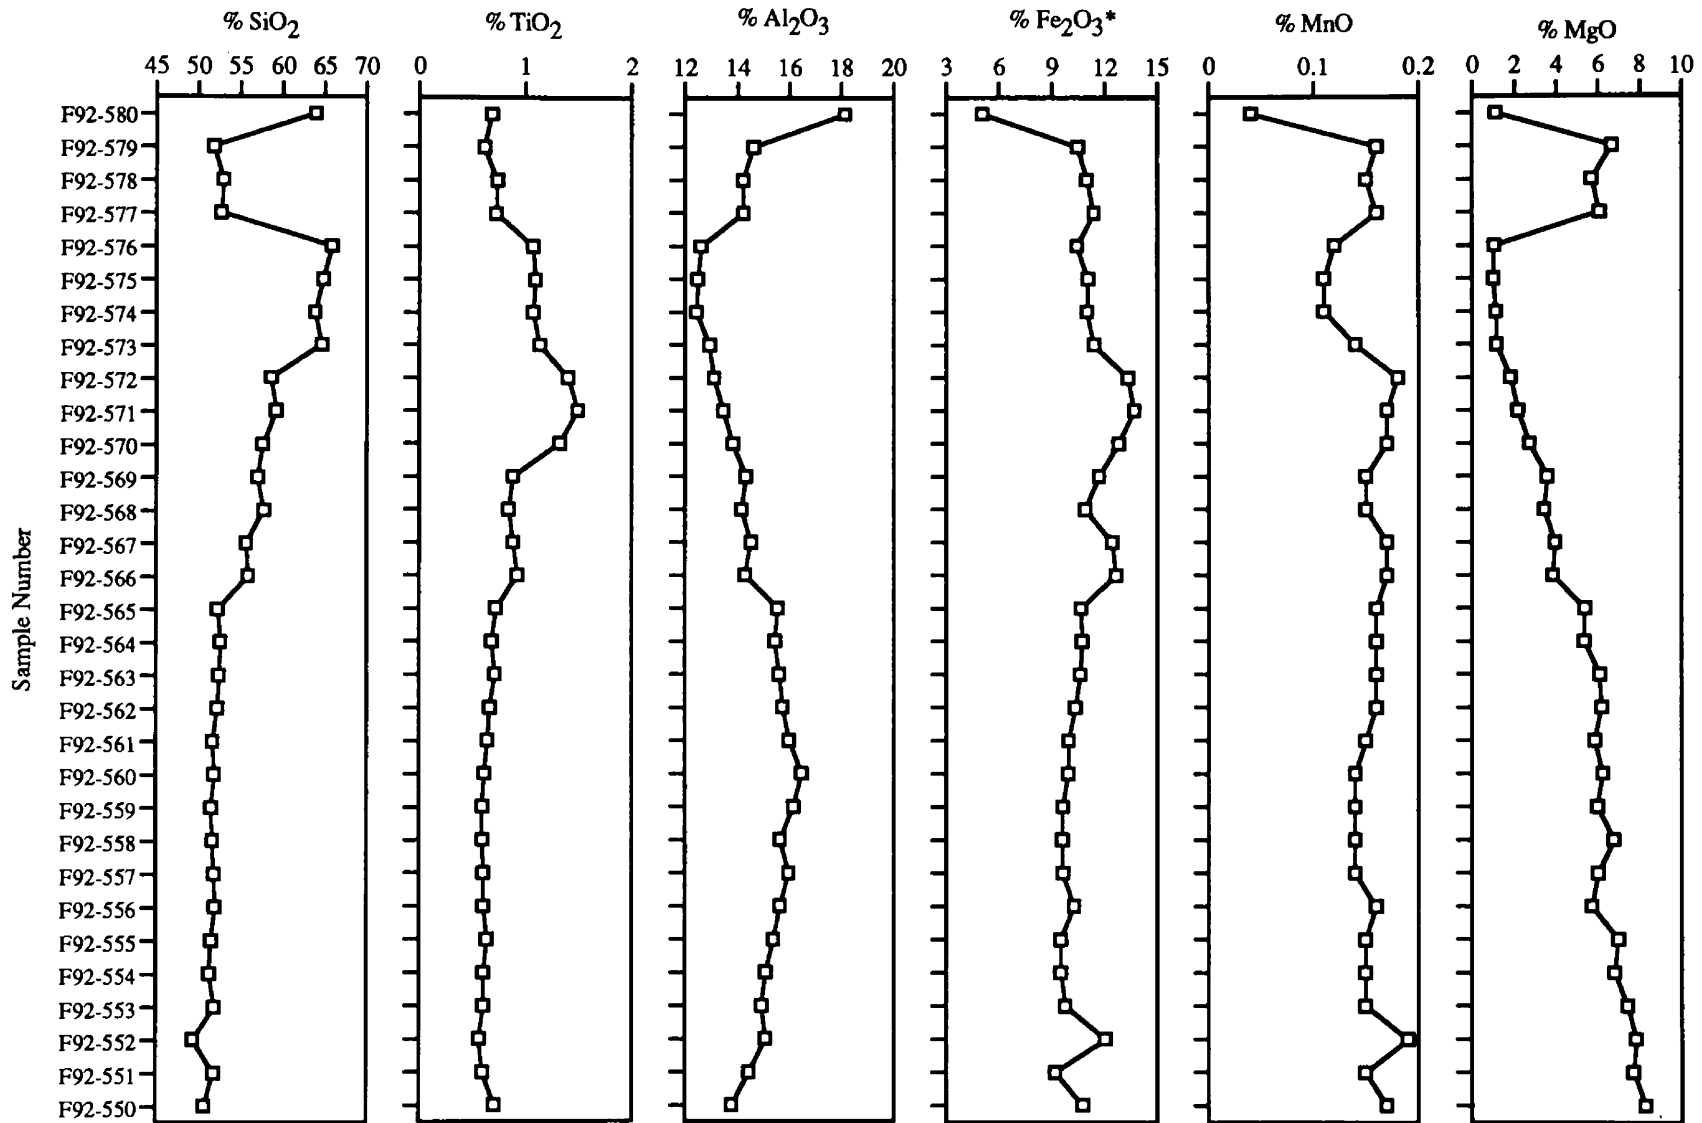 % SiO2 % TiO2 % Al2O3 % Fe2O3* % MnO % MgO
45 50 55 60 65 70 0 1 2 12 14 16 18 20 3 6 9 12 15 0 0.1 0.2 0 2 4 6 8 10
F92-580
F92-579
F92-578
F92-577
F92-576
F92-575
F92-574
F92-573
F92-572
F92-571
F92-570
F92-569
F92-568
F92-567
F92-566
F92-565
F92-564
F92-563
F92-562
F92-561
F92-560
F92-559
F92-558
F92-557
F92-556
F92-555
F92-554
F92-553
F92-552
F92-551
F92-550
Sample Number